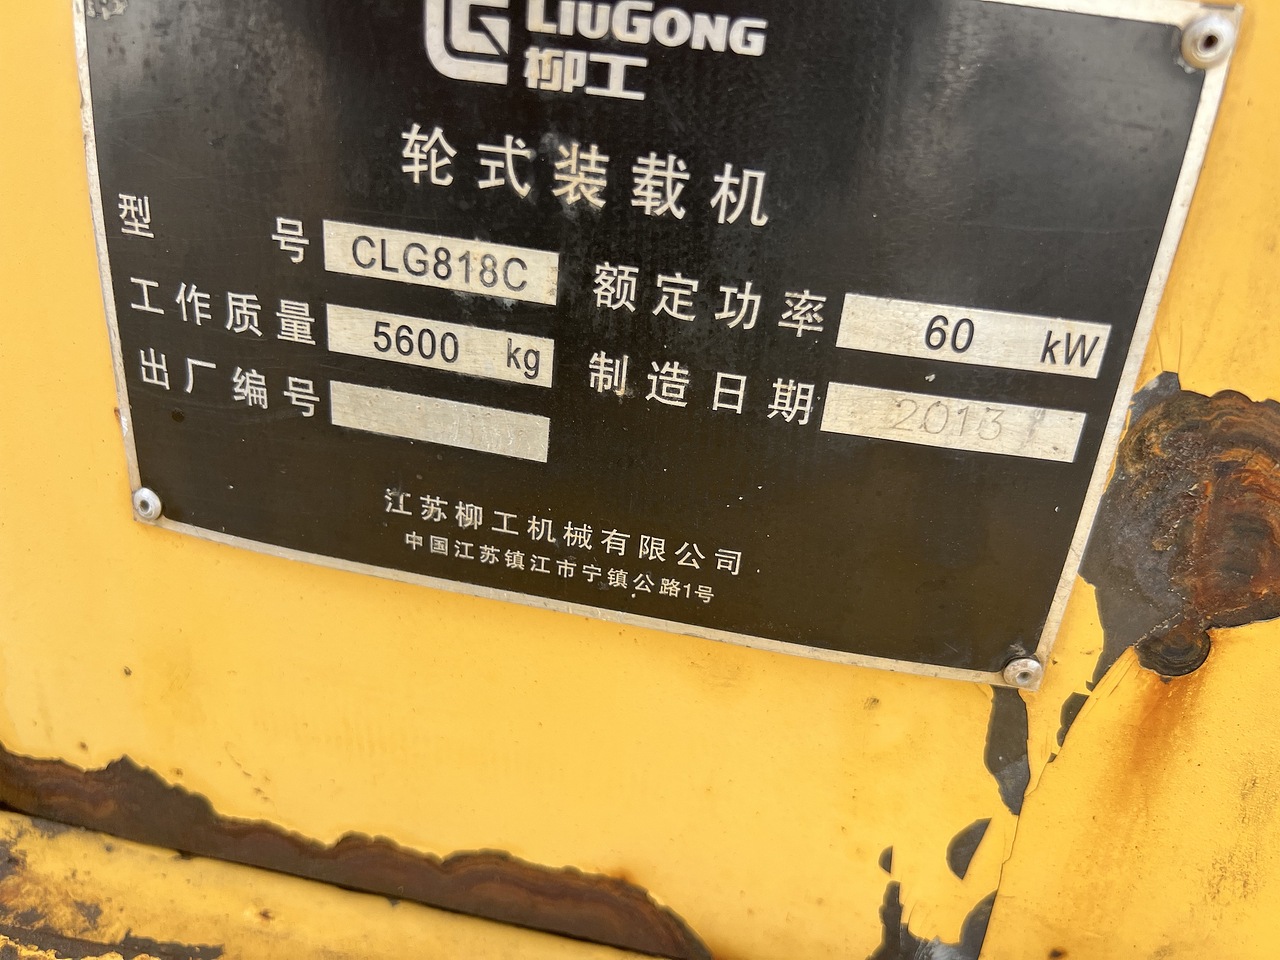 LIUGONG
柳工
轮式装载机
型号 CLG818C
额定功率 60 kW
工作质量 5600 kg
制造日期 2013
出厂编号
江苏柳工机械有限公司
中国江苏镇江市宁镇公路1号